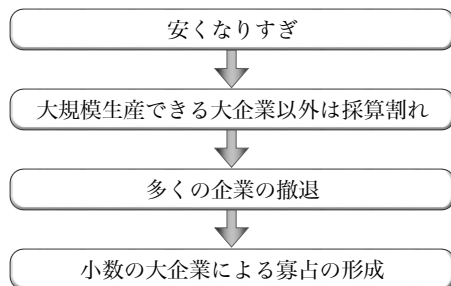 安くなりすぎ
大規模生産できる大企業以外は採算割れ
多くの企業の撤退
小数の大企業による寡占の形成